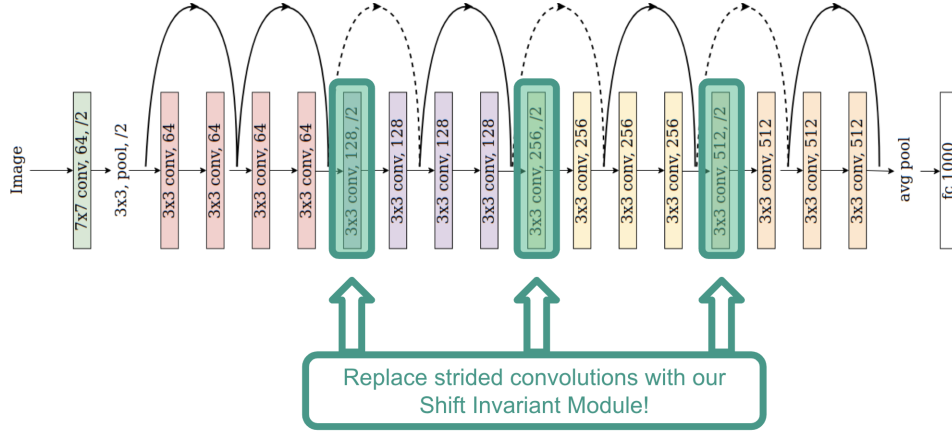 Image
7x7 conv, 64, /2
3x3, pool, /2
3x3 conv, 64
3x3 conv, 64
3x3 conv, 64
3x3 conv, 64
3x3 conv, 128, /2
3x3 conv, 128
3x3 conv, 128
3x3 conv, 128
3x3 conv, 256, /2
3x3 conv, 256
3x3 conv, 256
3x3 conv, 256
3x3 conv, 512, /2
3x3 conv, 512
3x3 conv, 512
3x3 conv, 512
avg pool
fc 1000
Replace strided convolutions with our
Shift Invariant Module!